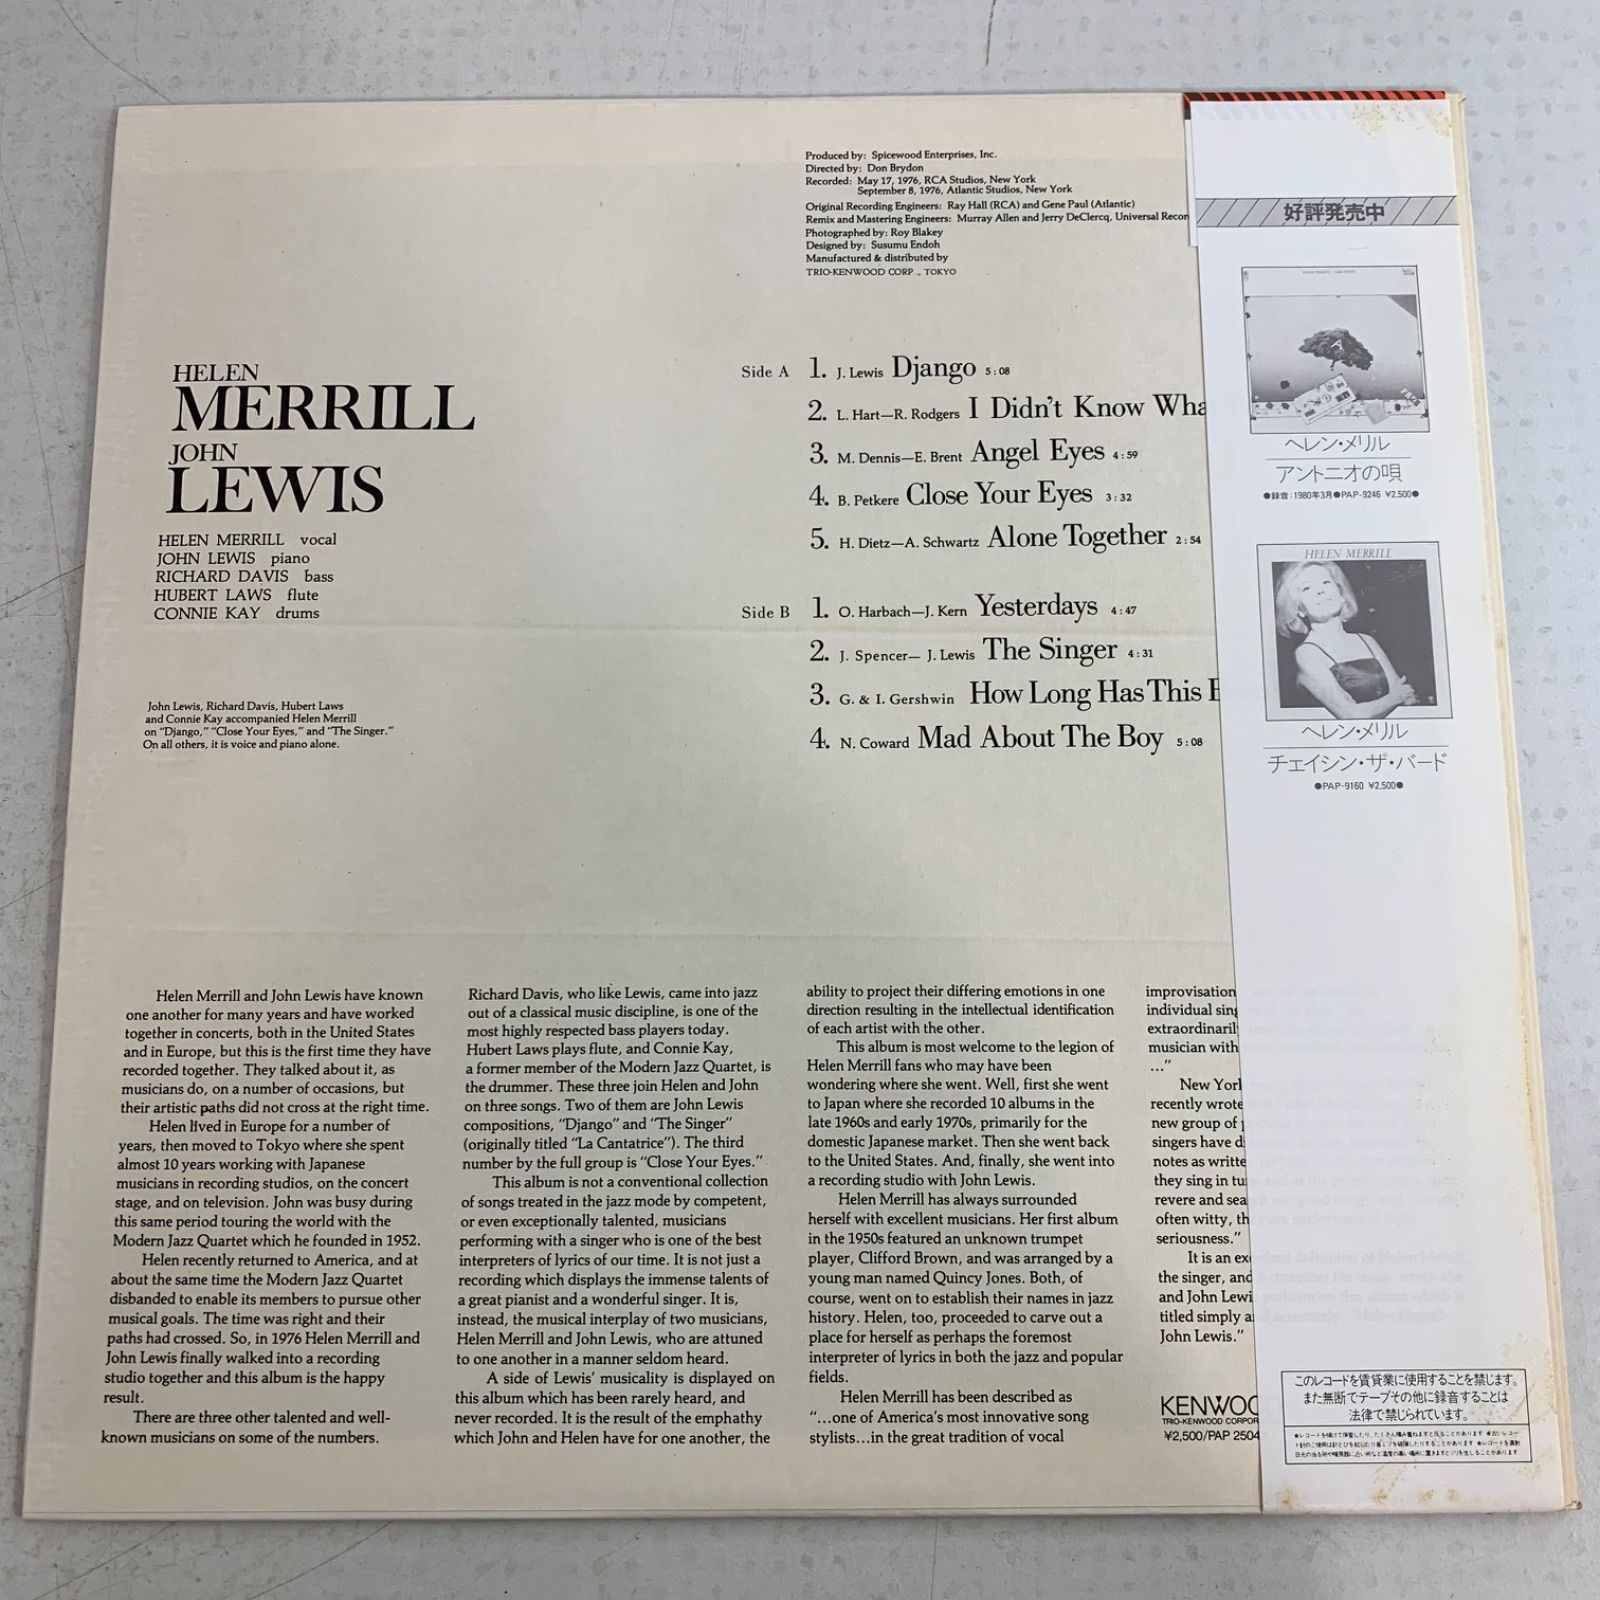 Produced by: Spicewood Enterprises, Inc.
Directed by: Don Brydon
Recorded: May 17, 1976, RCA Studios, New York
September 8, 1976, Atlantic Studios, New York
Original Recording Engineers: Ray Hall (RCA) and Gene Paul (Atlantic)
Remix and Mastering Engineers: Murray Allen and Jerry DeClercq, Universal Recor
Photographed by: Roy Blakey
Designed by: Susumu Endoh
Manufactured & distributed by
TRIO-KENWOOD CORP., TOKYO
HELEN
MERRILL
JOHN
LEWIS
HELEN MERRILL vocal
JOHN LEWIS piano
RICHARD DAVIS bass
HUBERT LAWS flute
CONNIE KAY drums
John Lewis, Richard Davis, Hubert Laws
and Connie Kay accompanied Helen Merrill
on "Django," "Close Your Eyes," and "The Singer."
On all others, it is voice and piano alone.
Side A 1. J. Lewis Django 5:08
2. L. Hart—R. Rodgers I Didn't Know Wha
3. M. Dennis—E. Brent Angel Eyes 4:59
4. B. Petkere Close Your Eyes 3:32
5. H. Dietz—A. Schwartz Alone Together 2:54
Side B 1. O. Harbach—J. Kern Yesterdays 4:47
2. J. Spencer— J. Lewis The Singer 4:31
3. G. & I. Gershwin How Long Has This
4. N. Coward Mad About The Boy 5:08
Helen Merrill and John Lewis have known
one another for many years and have worked
together in concerts, both in the United States
and in Europe, but this is the first time they have
recorded together. They talked about it, as
musicians do, on a number of occasions, but
their artistic paths did not cross at the right time.
Helen lived in Europe for a number of
years, then moved to Tokyo where she spent
almost 10 years working with Japanese
musicians in recording studios, on the concert
stage, and on television. John was busy during
this same period touring the world with the
Modern Jazz Quartet which he founded in 1952.
Helen recently returned to America, and at
about the same time the Modern Jazz Quartet
disbanded to enable its members to pursue other
musical goals. The time was right and their
paths had crossed. So, in 1976 Helen Merrill and
John Lewis finally walked into a recording
studio together and this album is the happy
result.
There are three other talented and well-
known musicians on some of the numbers.
Richard Davis, who like Lewis, came into jazz
out of a classical music discipline, is one of the
most highly respected bass players today.
Hubert Laws plays flute, and Connie Kay,
a former member of the Modern Jazz Quartet, is
the drummer. These three join Helen and John
on three songs. Two of them are John Lewis
compositions, "Django" and "The Singer"
(originally titled "La Cantatrice"). The third
number by the full group is "Close Your Eyes."
This album is not a conventional collection
of songs treated in the jazz mode by competent,
or even exceptionally talented, musicians
performing with a singer who is one of the best
interpreters of lyrics of our time. It is not just a
recording which displays the immense talents of
a great pianist and a wonderful singer. It is,
instead, the musical interplay of two musicians,
Helen Merrill and John Lewis, who are attuned
to one another in a manner seldom heard.
A side of Lewis' musicality is displayed on
this album which has been rarely heard, and
never recorded. It is the result of the emphathy
which John and Helen have for one another, the
ability to project their differing emotions in one
direction resulting in the intellectual identification
of each artist with the other.
This album is most welcome to the legion of
Helen Merrill fans who may have been
wondering where she went. Well, first she went
to Japan where she recorded 10 albums in the
late 1960s and early 1970s, primarily for the
domestic Japanese market. Then she went back
to the United States. And, finally, she went into
a recording studio with John Lewis.
Helen Merrill has always surrounded
herself with excellent musicians. Her first album
in the 1950s featured an unknown trumpet
player, Clifford Brown, and was arranged by a
young man named Quincy Jones. Both, of
course, went on to establish their names in jazz
history. Helen, too, proceeded to carve out a
place for herself as perhaps the foremost
interpreter of lyrics in both the jazz and popular
fields.
Helen Merrill has been described as
"...one of America's most innovative song
stylists...in the great tradition of vocal
improvisation
individual sing
extraordinaril
musician with
..."
New York
recently wrote
new group of
singers have d
notes as writte
they sing in tu
revere and sea
often witty, th
seriousness."
It is an ex
the singer, and
and John Lewi
titled simply a
John Lewis."
KENWOO
TRIO-KENWOOD CORPOR
¥2,500/PAP 2504
好評発売中
ヘレン・メリル
アントニオの唄
●録音:1980年3月●PAP-9246 ¥2,500●
HELEN MERRILL
ヘレン・メリル
チェイシン・ザ・バード
●PAP-9160 ¥2,500●
このレコードを賃貸業に使用することを禁じます。
また無断でテープその他に録音することは
法律で禁じられています。